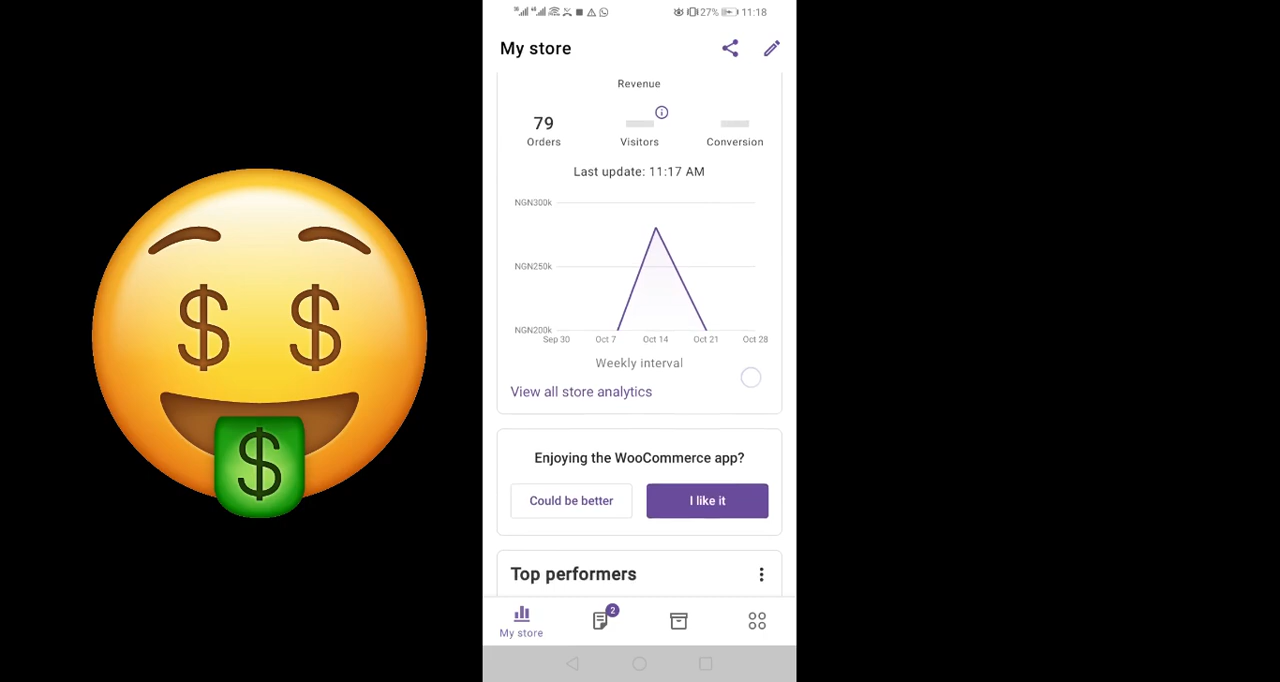 27% 11:18
My store
Revenue
79
Orders Visitors Conversion
Last update: 11:17 AM
NGN300k
NGN250k
NGN200k
Sep 30 Oct 7 Oct 14 Oct 21 Oct 28
Weekly interval
View all store analytics
Enjoying the WooCommerce app?
Could be better I like it
Top performers
2
My store
$ $
$